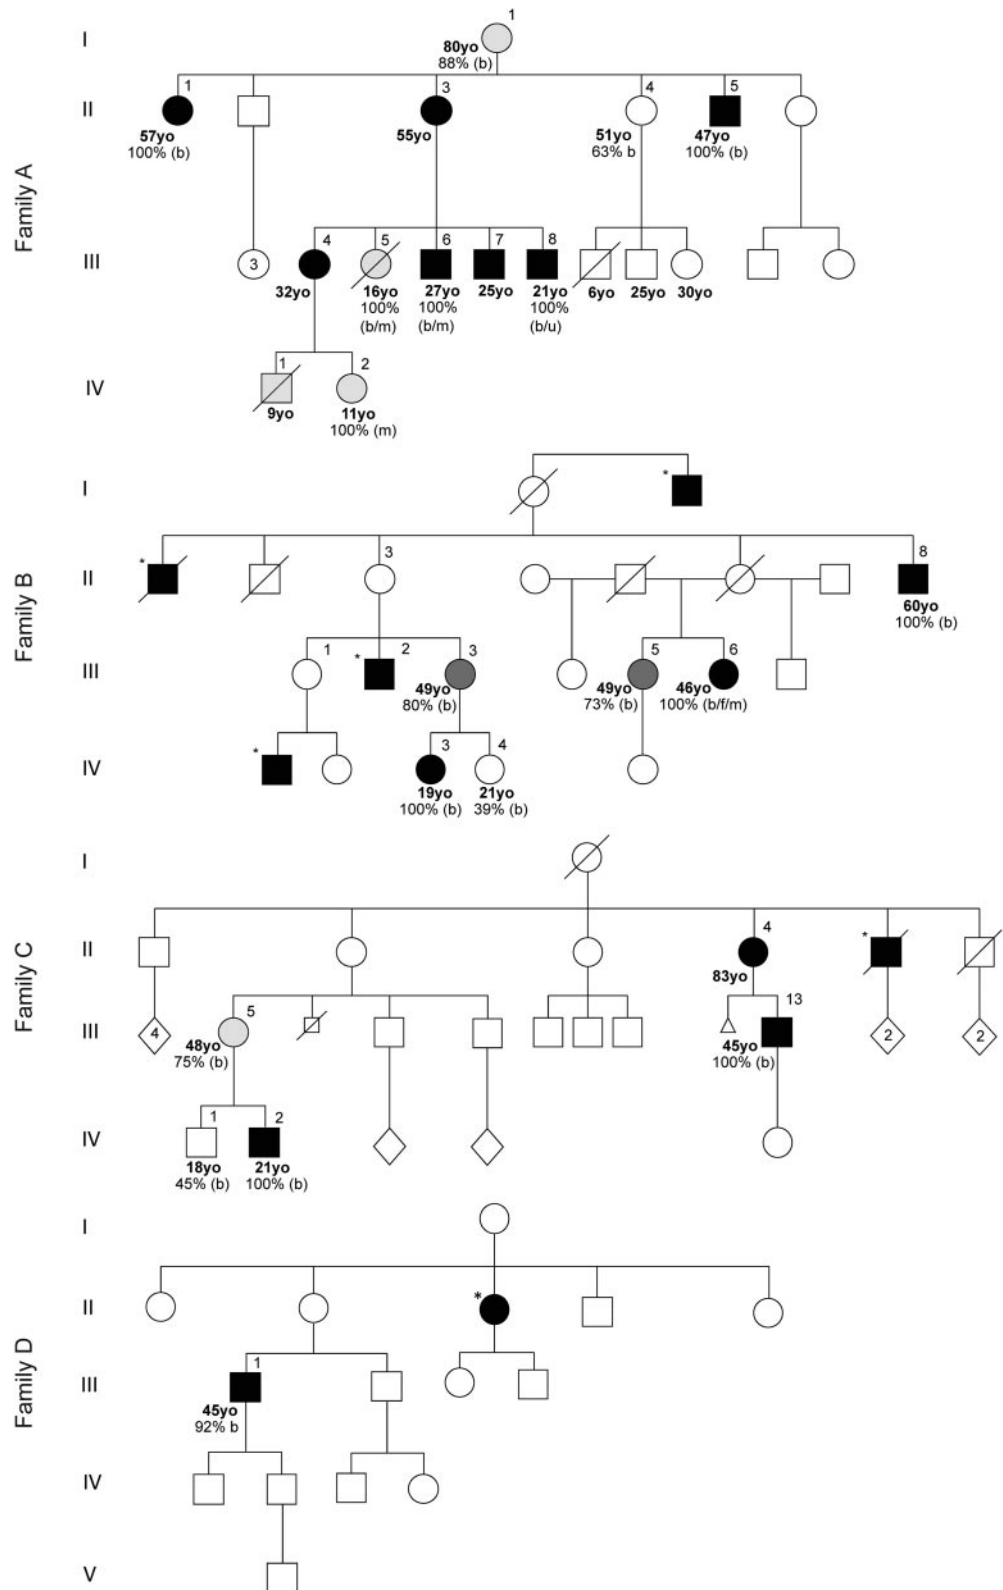 Family A
I
1
80yo
88% (b)
II
1
3
4
5
57yo
55yo
51yo
47yo
100% (b)
63% b
100% (b)
III
3
4
5
6
7
8
32yo
16yo
27yo
25yo
21yo
6yo
25yo
30yo
100%
100%
100%
(b/m)
(b/m)
(b/u)
IV
1
2
9yo
11yo
100% (m)
Family B
I
*
II
*
3
8
60yo
100% (b)
III
1
*
2
3
5
6
49yo
49yo
46yo
80% (b)
73% (b)
100% (b/f/m)
IV
*
3
4
19yo
21yo
100% (b)
39% (b)
Family C
I
II
4
*
83yo
III
4
5
13
2
2
48yo
45yo
75% (b)
100% (b)
IV
1
2
18yo
21yo
45% (b)
100% (b)
Family D
I
II
*
III
1
45yo
92% b
IV
V